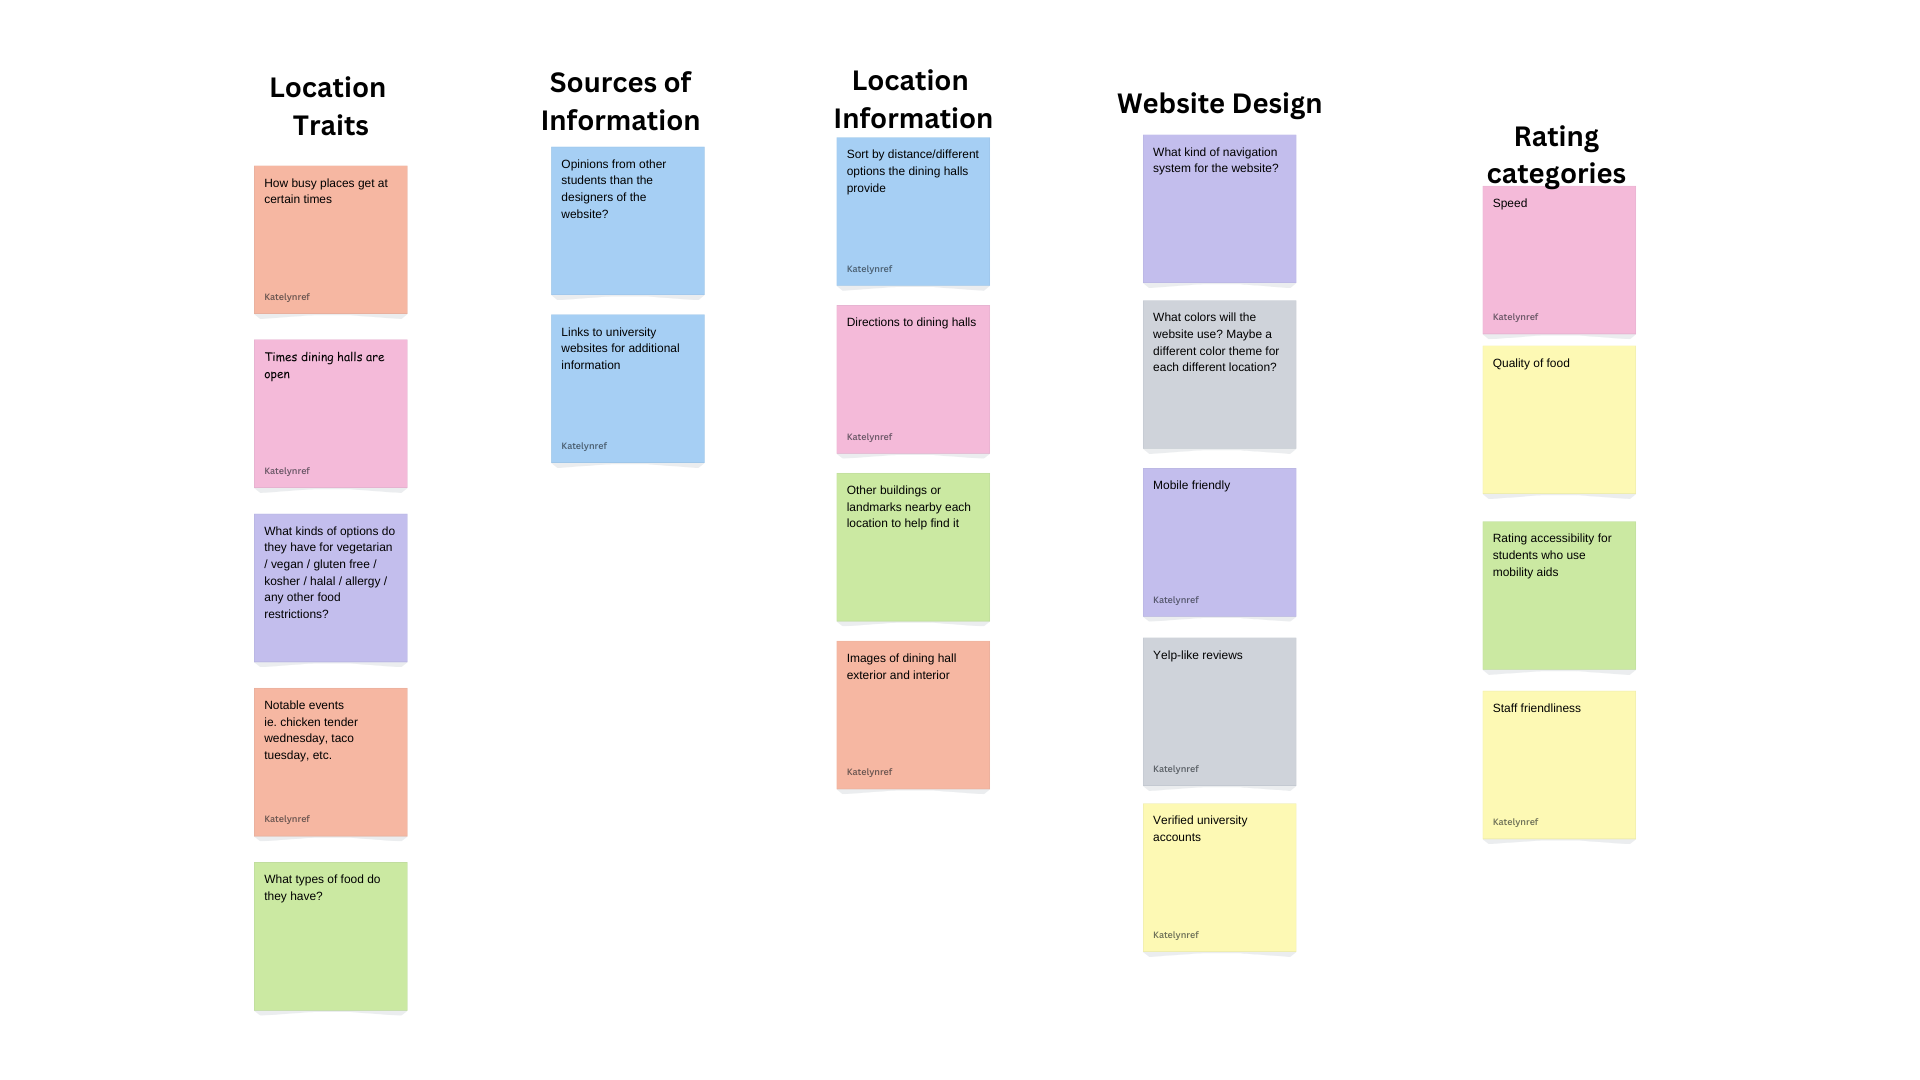 Location
Traits
How busy places get at
certain times
Katelynref
Times dining halls are
open
Katelynref
What kinds of options do
they have for vegetarian
/ vegan / gluten free /
kosher / halal / allergy /
any other food
restrictions?
Notable events
ie. chicken tender
wednesday, taco
tuesday, etc.
Katelynref
What types of food do
they have?
Sources of
Information
Opinions from other
students than the
designers of the
website?
Links to university
websites for additional
information
Katelynref
Location
Information
Sort by distance/different
options the dining halls
provide
Katelynref
Directions to dining halls
Katelynref
Other buildings or
landmarks nearby each
location to help find it
Images of dining hall
exterior and interior
Katelynref
Website Design
What kind of navigation
system for the website?
What colors will the
website use? Maybe a
different color theme for
each different location?
Mobile friendly
Katelynref
Yelp-like reviews
Katelynref
Verified university
accounts
Katelynref
Rating
categories
Speed
Katelynref
Quality of food
Rating accessibility for
students who use
mobility aids
Staff friendliness
Katelynref